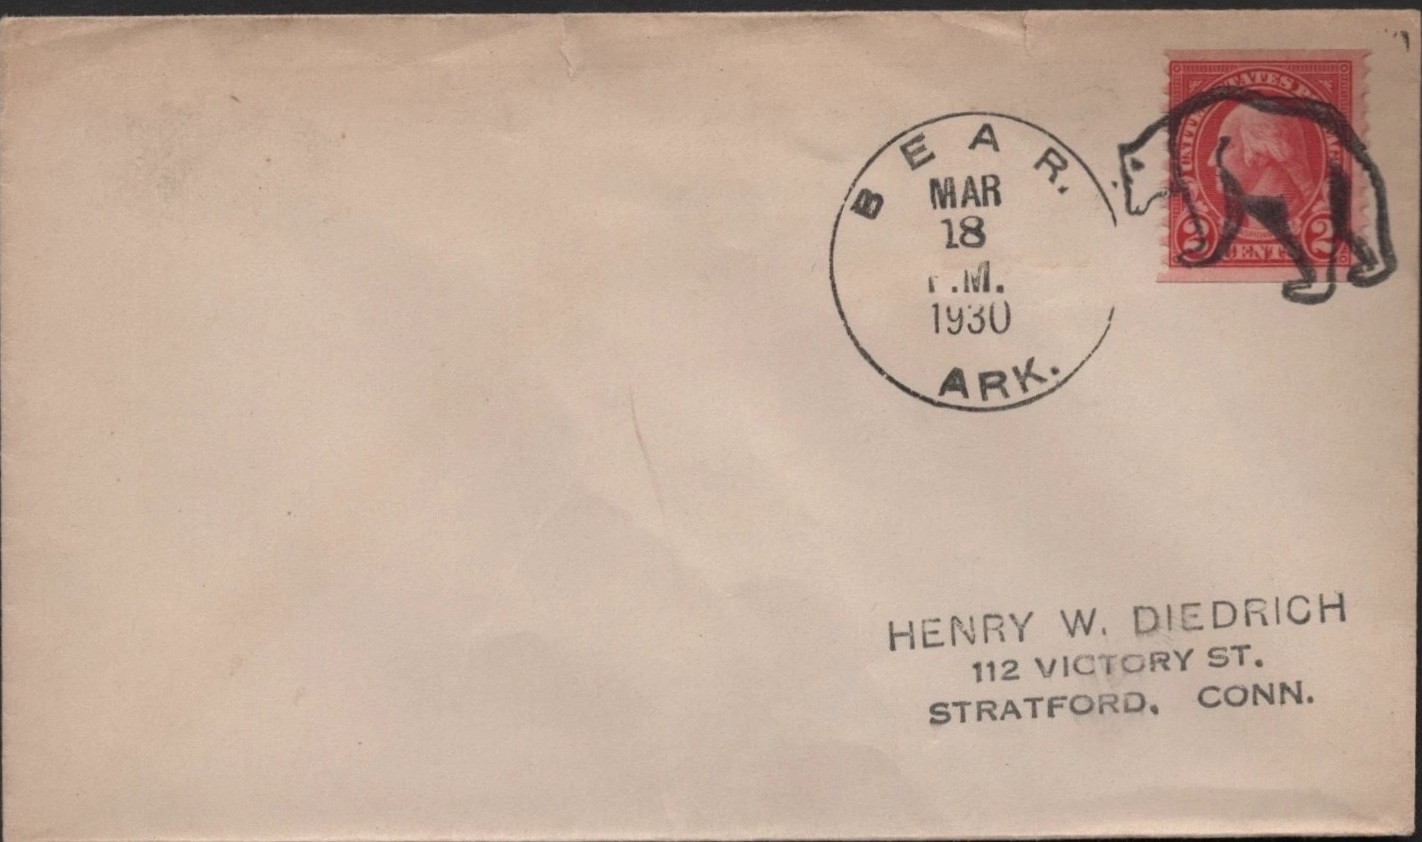 BEAR.
MAR
18
P.M.
1930
ARK.
UNITED STATES POSTAGE
2 CENTS 2
HENRY W. DIEDRICH
112 VICTORY ST.
STRATFORD, CONN.